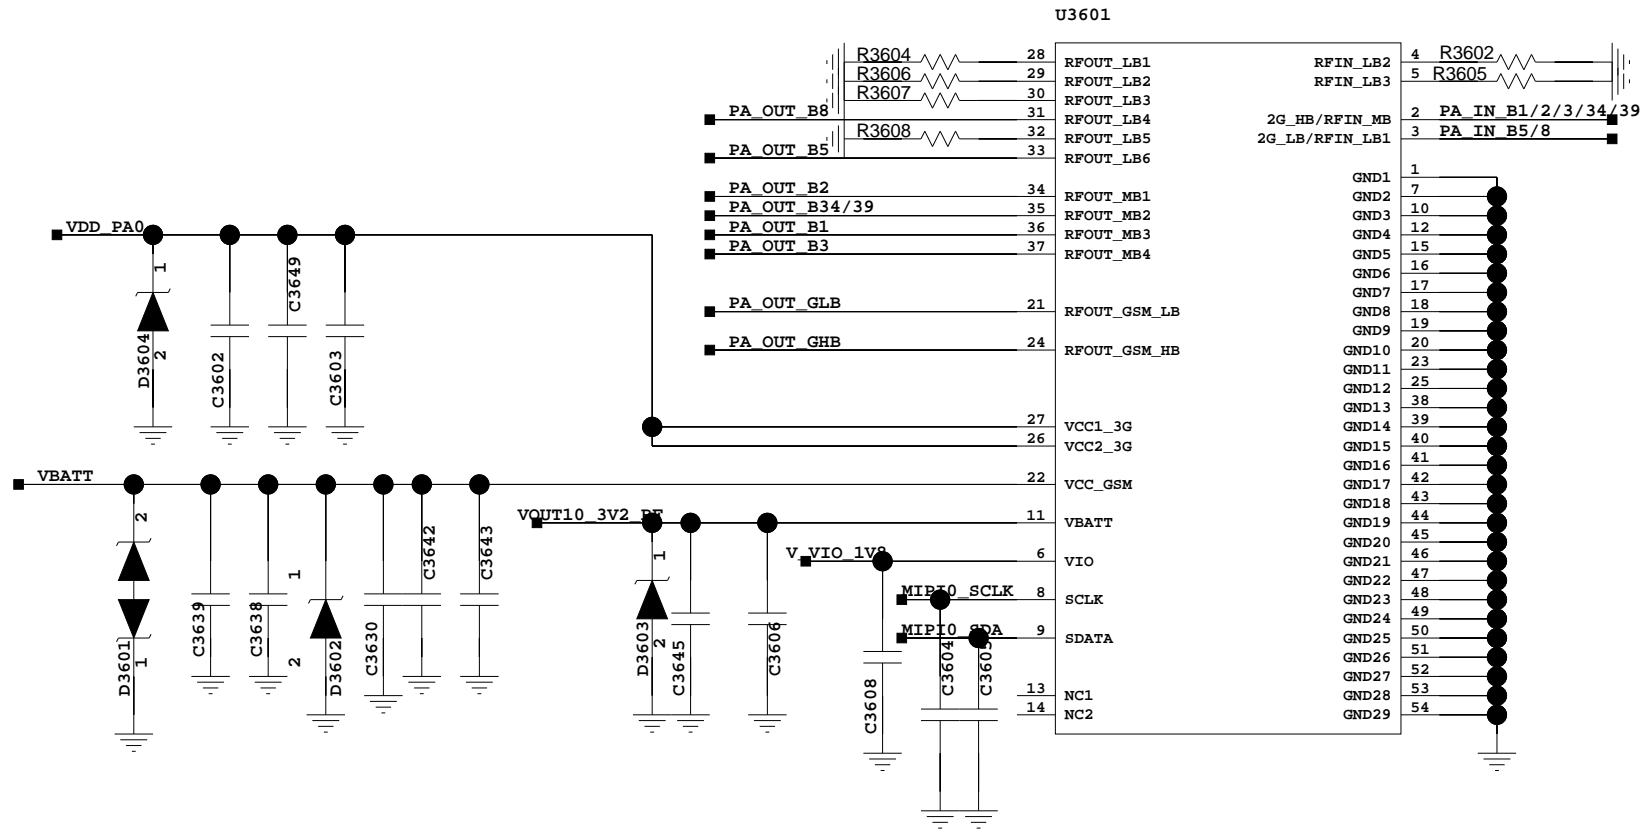 U3601
R3604 28 RFOUT_LB1
R3606 29 RFOUT_LB2
R3607 30 RFOUT_LB3
PA_OUT_B8 31 RFOUT_LB4
R3608 32 RFOUT_LB5
PA_OUT_B5 33 RFOUT_LB6
PA_OUT_B2 34 RFOUT_MB1
PA_OUT_B34/39 35 RFOUT_MB2
PA_OUT_B1 36 RFOUT_MB3
PA_OUT_B3 37 RFOUT_MB4
PA_OUT_GLB 21 RFOUT_GSM_LB
PA_OUT_GHB 24 RFOUT_GSM_HB
27 VCC1_3G
26 VCC2_3G
22 VCC_GSM
11 VBATT
6 VIO
8 SCLK
9 SDATA
13 NC1
14 NC2
RFIN_LB2 4 R3602
RFIN_LB3 5 R3605
2G_HB/RFIN_MB 2 PA_IN_B1/2/3/34/39
2G_LB/RFIN_LB1 3 PA_IN_B5/8
GND1 1
GND2 7
GND3 10
GND4 12
GND5 15
GND6 16
GND7 17
GND8 18
GND9 19
GND10 20
GND11 23
GND12 25
GND13 38
GND14 39
GND15 40
GND16 41
GND17 42
GND18 43
GND19 44
GND20 45
GND21 46
GND22 47
GND23 48
GND24 49
GND25 50
GND26 51
GND27 52
GND28 53
GND29 54
VDD_PA0
1
D3604
2
C3602
C3649
C3603
VBATT
2
D3601
1
C3639
C3638
1
D3602
2
C3630
C3642
C3643
VOUT10_3V2_RF
1
D3603
2
C3645
C3606
V_VIO_1V8
C3608
MIPI0_SCLK
C3604
MIPI0_SDA
C3605